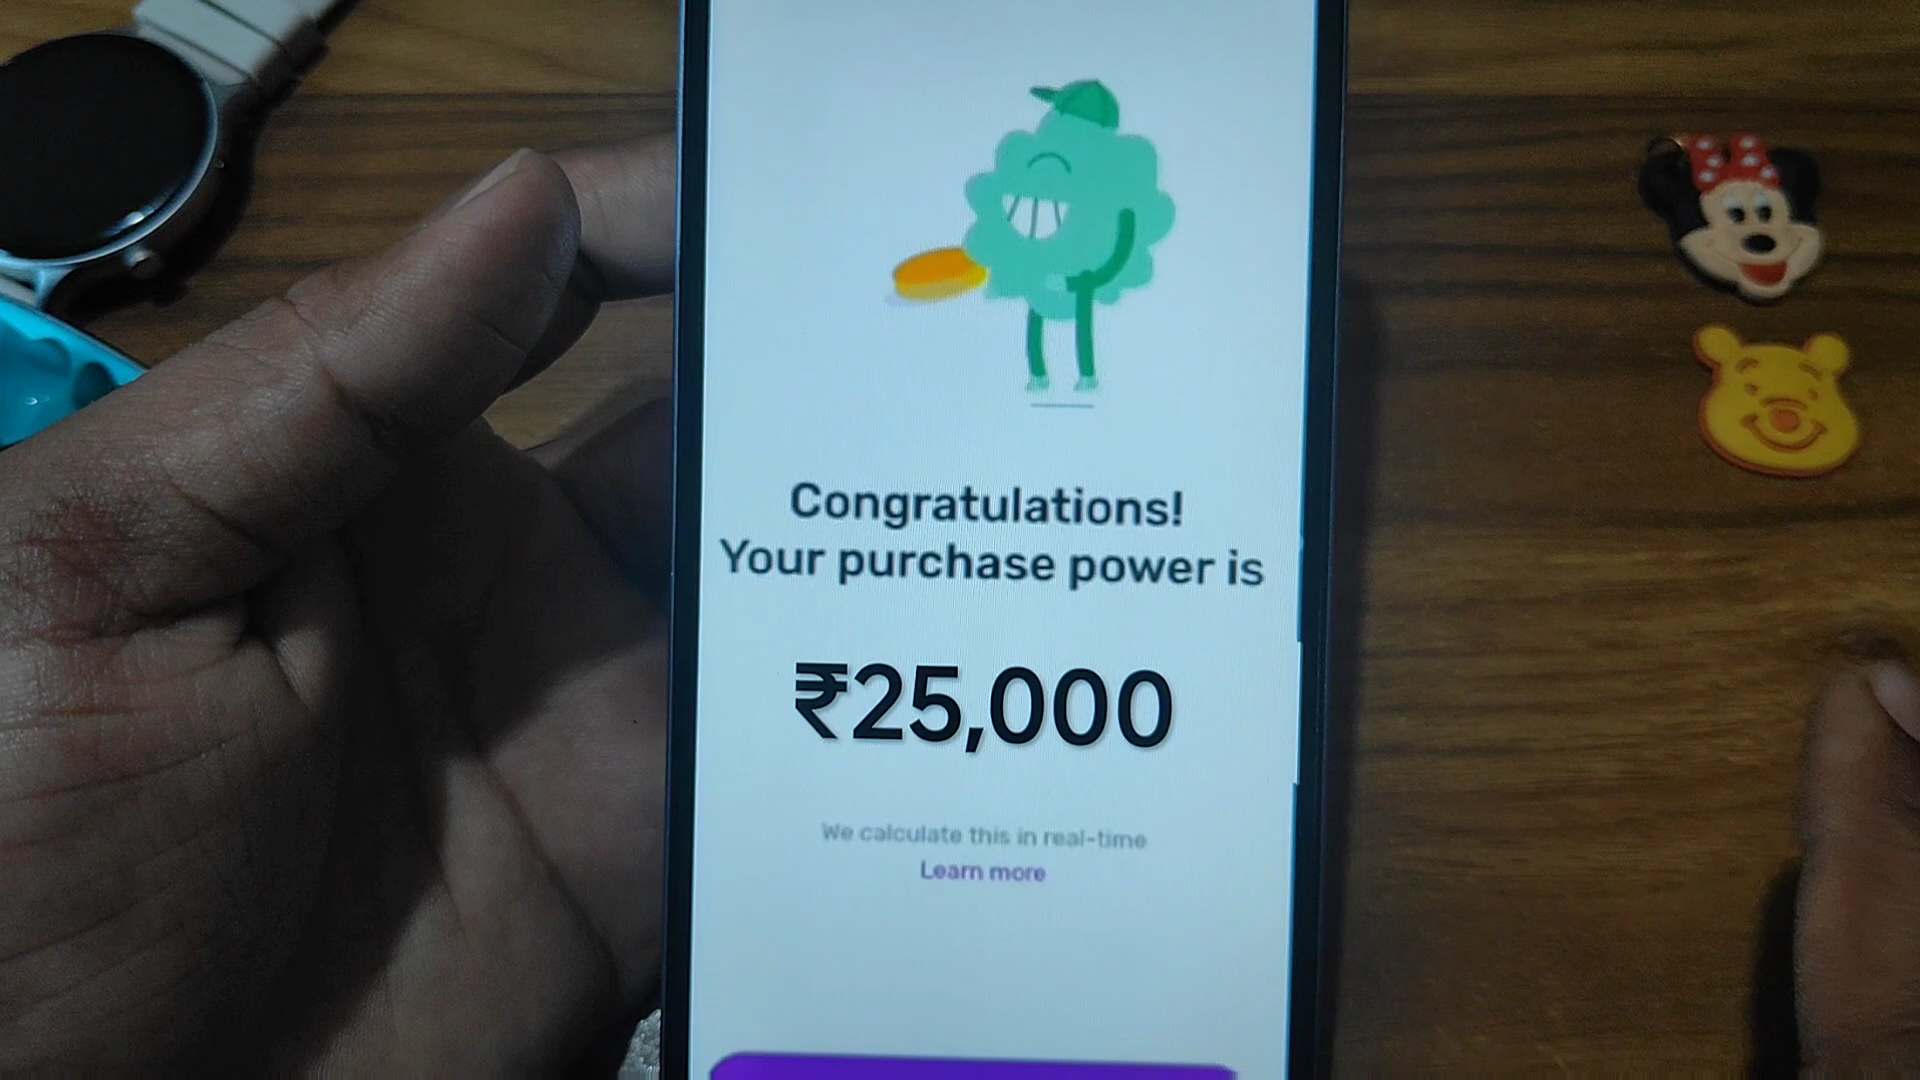 Congratulations!
Your purchase power is
₹25,000
We calculate this in real-time
Learn more